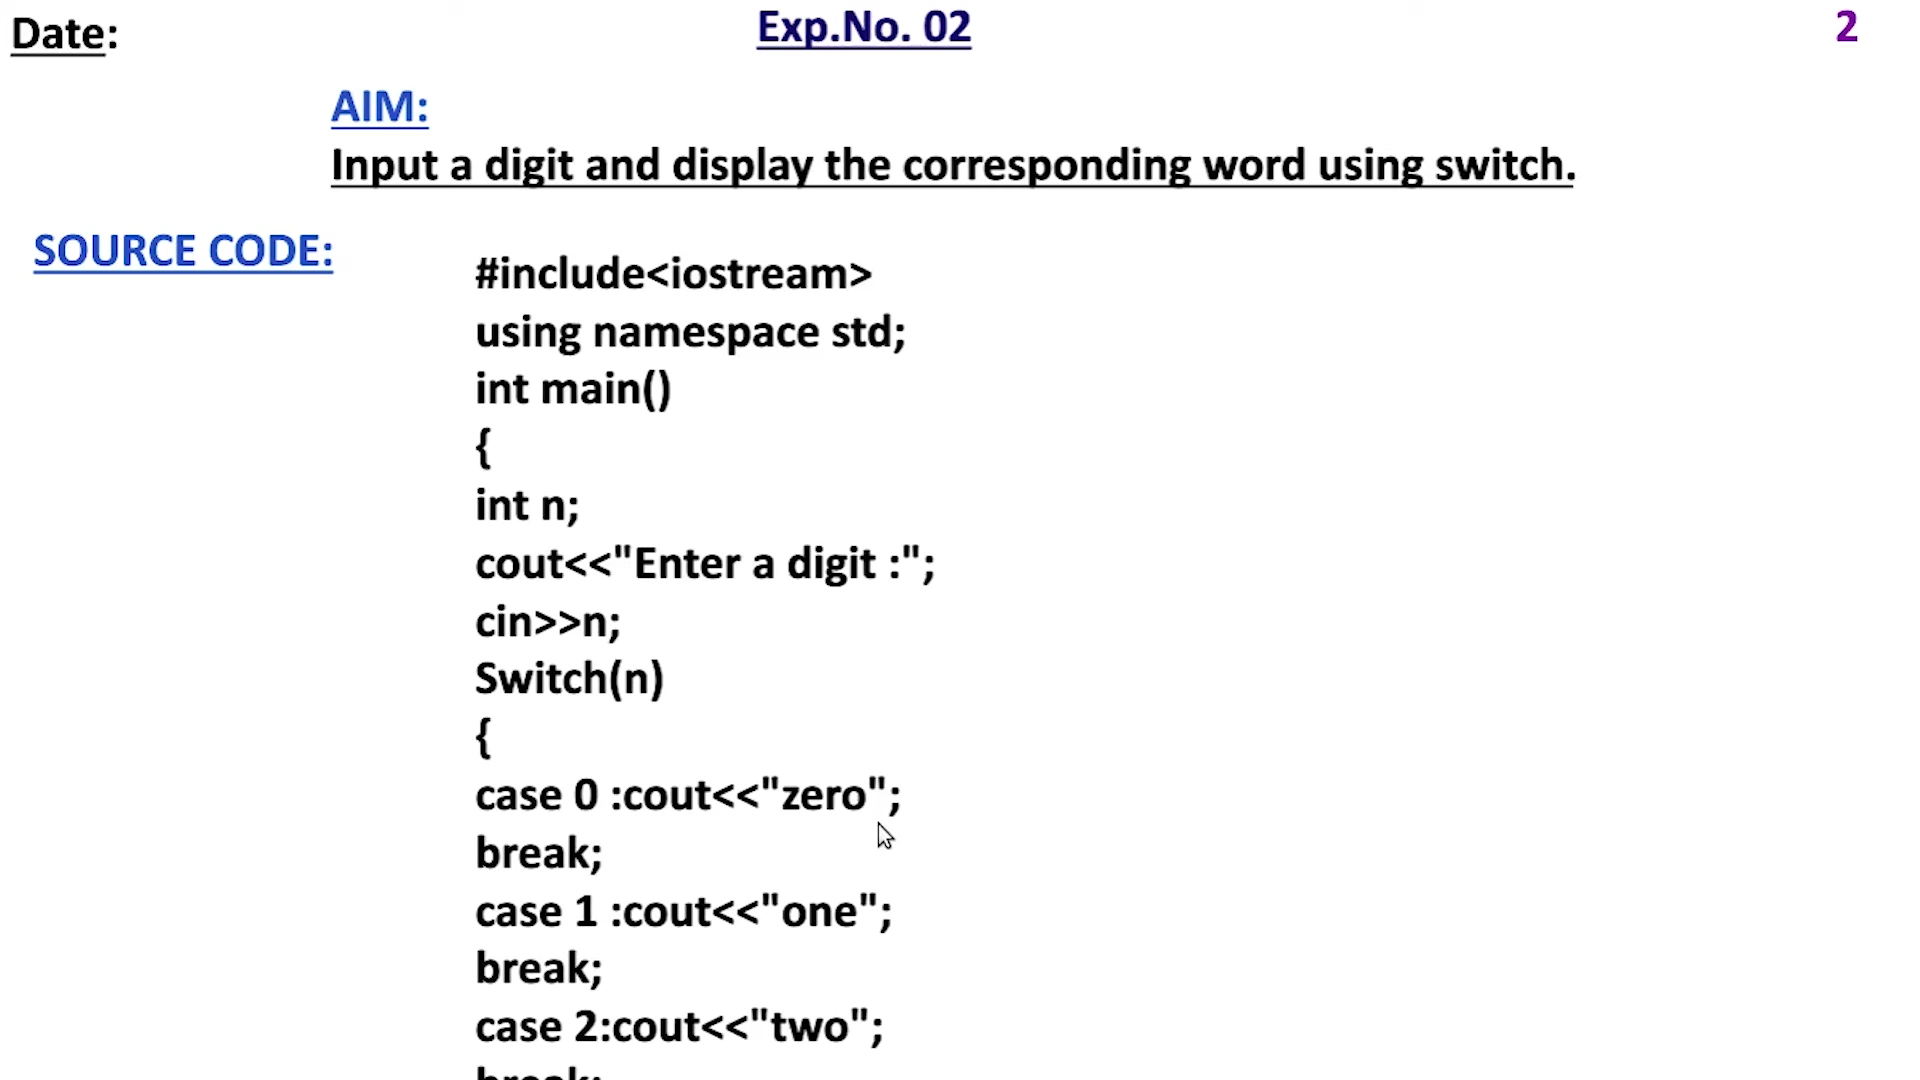 Date:
Exp.No. 02
2
AIM:
Input a digit and display the corresponding word using switch.
SOURCE CODE:
#include<iostream>
using namespace std;
int main()
{
int n;
cout<<"Enter a digit :";
cin>>n;
Switch(n)
{
case 0 :cout<<"zero";
break;
case 1 :cout<<"one";
break;
case 2:cout<<"two";
break;